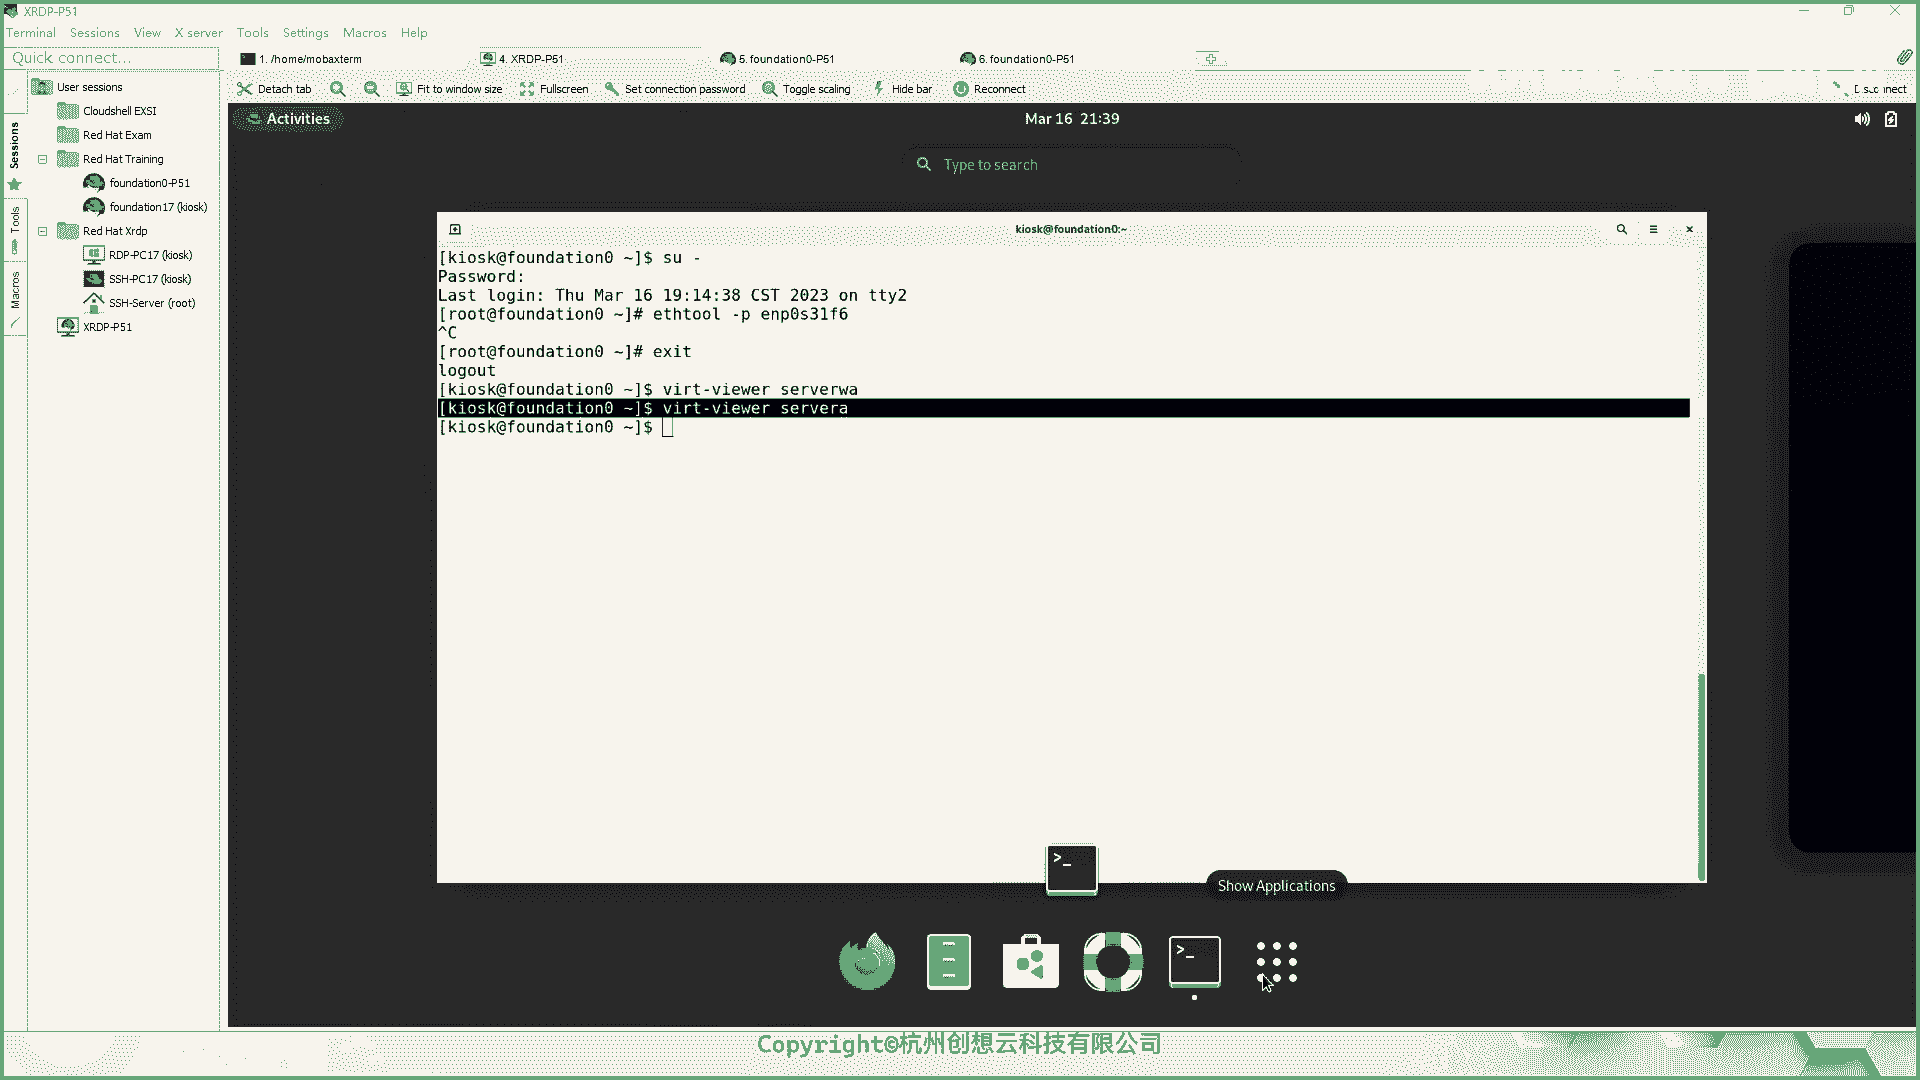 XRDP-P51
Terminal Sessions View X server Tools Settings Macros Help
Quick connect...
1. /home/mobaxterm
4. XRDP-P51
5. foundation0-P51
6. foundation0-P51
Detach tab
Fit to window size
Fullscreen
Set connection password
Toggle scaling
Hide bar
Reconnect
Sessions
Tools
Macros
User sessions
Cloudshell EXSI
Red Hat Exam
Red Hat Training
foundation0-P51
foundation17 (kiosk)
Red Hat Xrdp
RDP-PC17 (kiosk)
SSH-PC17 (kiosk)
SSH-Server (root)
XRDP-P51
Activities
Mar 16 21:39
Type to search
kiosk@foundation0:~
[kiosk@foundation0 ~]$ su -
Password:
Last login: Thu Mar 16 19:14:38 CST 2023 on tty2
[root@foundation0 ~]# ethtool -p enp0s31f6
^C
[root@foundation0 ~]# exit
logout
[kiosk@foundation0 ~]$ virt-viewer serverwa
[kiosk@foundation0 ~]$ virt-viewer servera
[kiosk@foundation0 ~]$
Show Applications
Copyright©杭州创想云科技有限公司